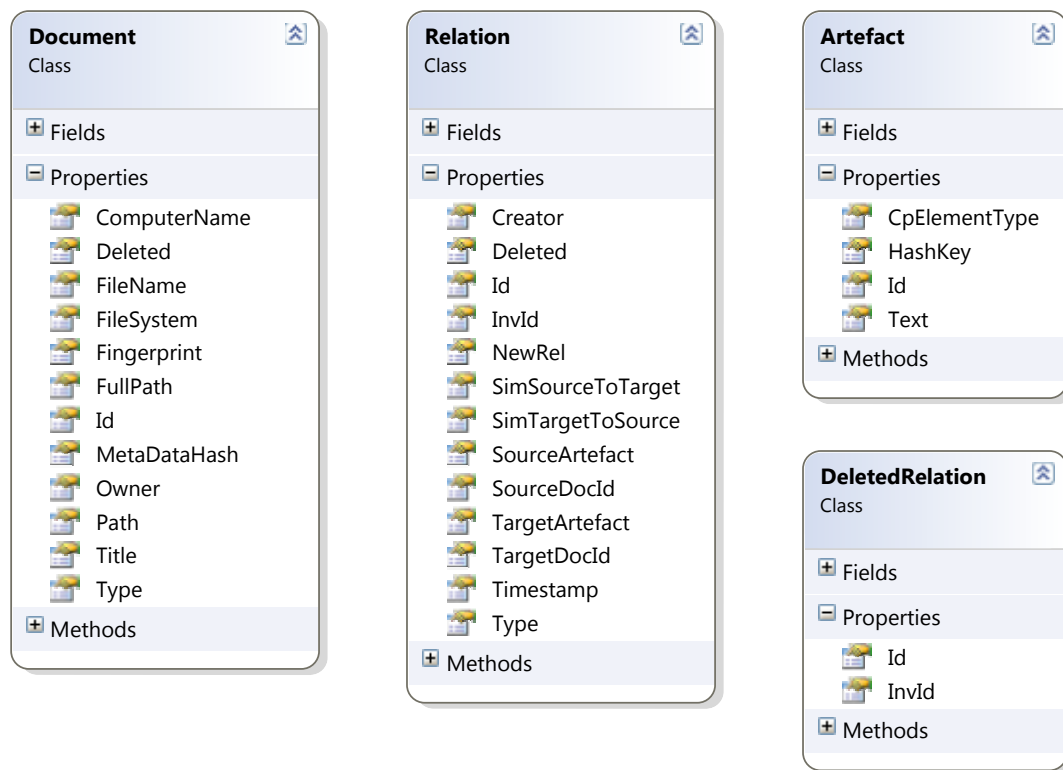 Document
Class
Fields
Properties
ComputerName
Deleted
FileName
FileSystem
Fingerprint
FullPath
Id
MetaDataHash
Owner
Path
Title
Type
Methods
Relation
Class
Fields
Properties
Creator
Deleted
Id
InvId
NewRel
SimSourceToTarget
SimTargetToSource
SourceArtefact
SourceDocId
TargetArtefact
TargetDocId
Timestamp
Type
Methods
Artefact
Class
Fields
Properties
CpElementType
HashKey
Id
Text
Methods
DeletedRelation
Class
Fields
Properties
Id
InvId
Methods